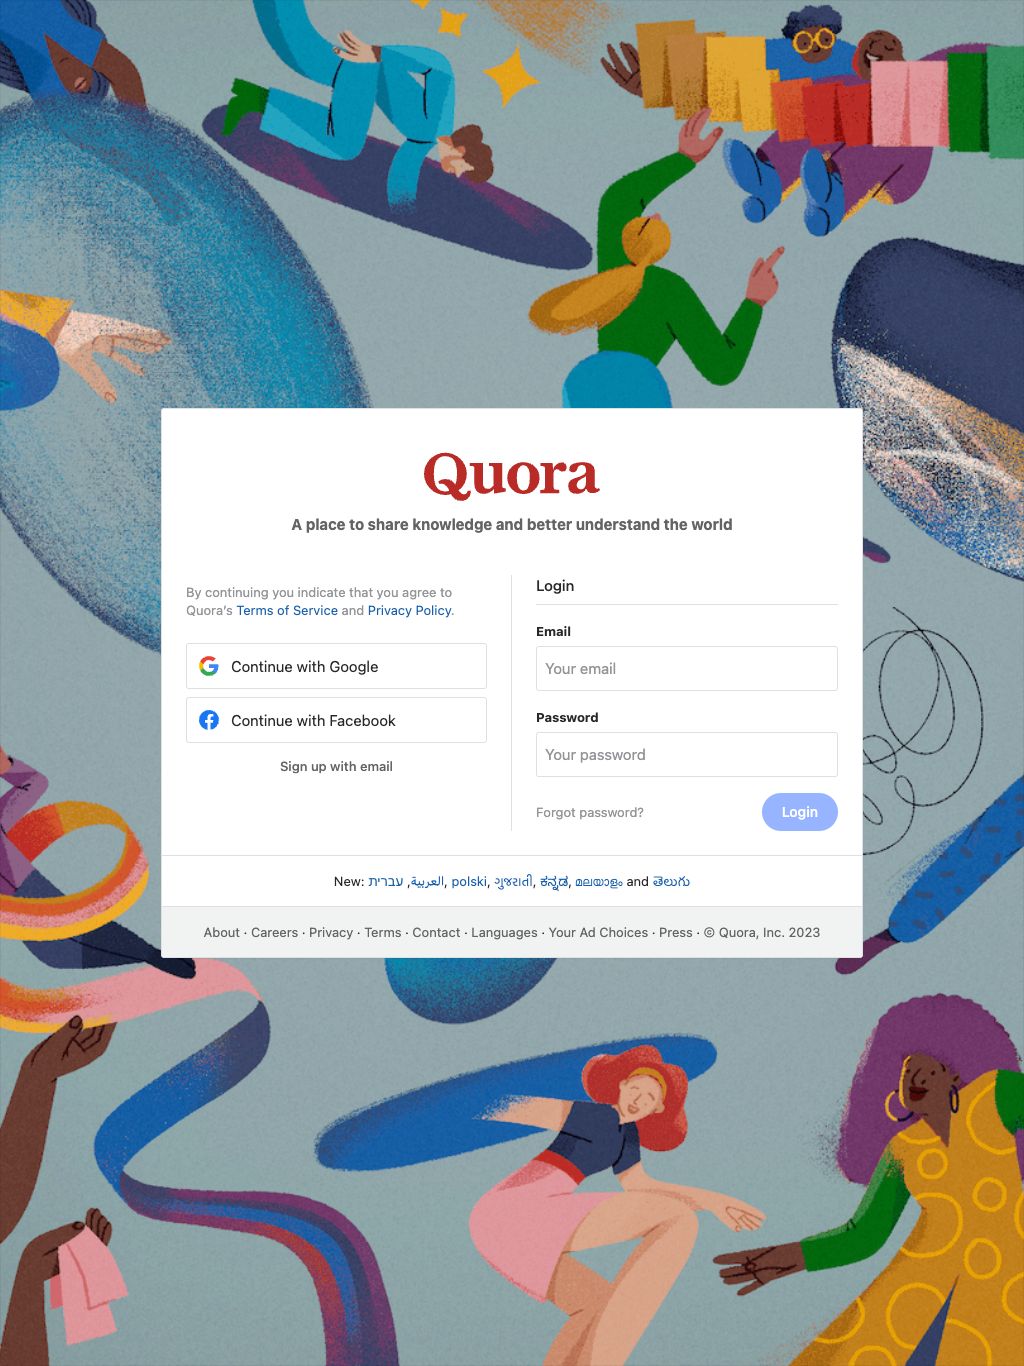 Quora
A place to share knowledge and better understand the world
By continuing you indicate that you agree to
Quora's Terms of Service and Privacy Policy.
Continue with Google
Continue with Facebook
Sign up with email
Login
Email
Your email
Password
Your password
Forgot password?
Login
New: עברית, العربية, polski, ગુજરાતી, ಕನ್ನಡ, മലയാളം and తెలుగు
About · Careers · Privacy · Terms · Contact · Languages · Your Ad Choices · Press · © Quora, Inc. 2023